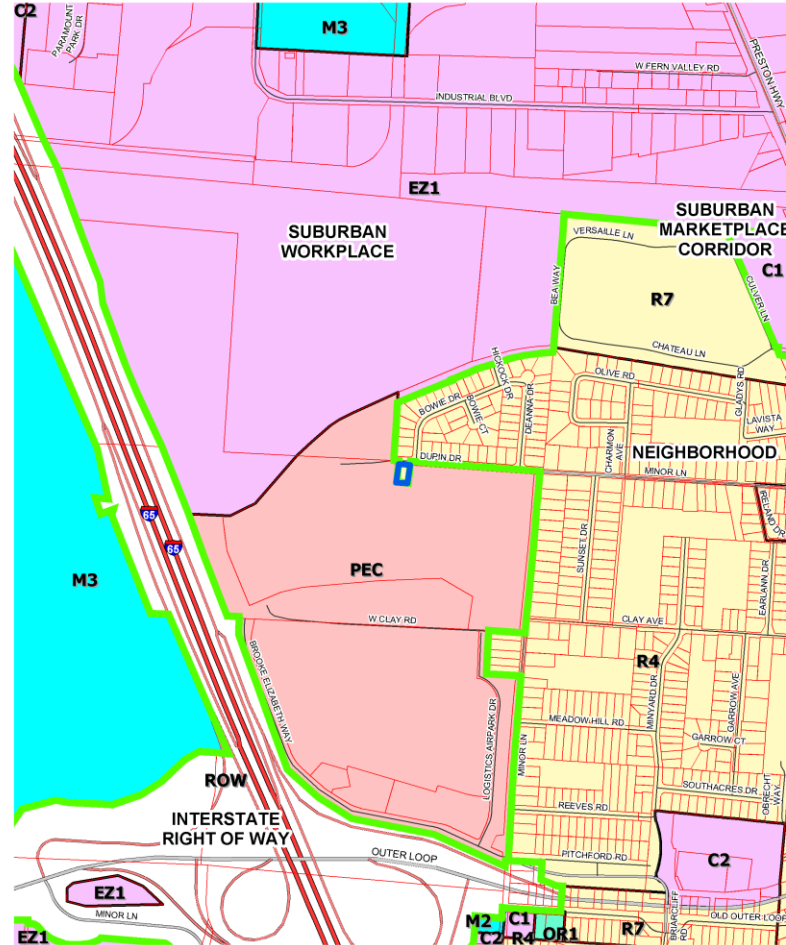 C2
PARAMOUNT
PARK DR
M3
PRESTON HWY
W FERN VALLEY RD
INDUSTRIAL BLVD
EZ1
SUBURBAN
WORKPLACE
SUBURBAN
MARKETPLACE
CORRIDOR
VERSAILLE LN
C1
BEA WAY
R7
CULVER LN
CHATEAU LN
HICKOCK DR
OLIVE RD
GLADYS RD
BOWIE DR
BOWIE CT
DEANNA DR
LAVISTA
WAY
CHARMON
AVE
NEIGHBORHOOD
DUPIN DR
MINOR LN
IRELAND DR
65
65
SUNSET DR
M3
PEC
EARLANN DR
W CLAY RD
CLAY AVE
R4
BROOKE ELIZABETH WAY
LOGISTICS AIRPARK DR
MINOR LN
MINYARD DR
GARROW AVE
MEADOW HILL RD
GARROW CT
ROW
SOUTHACRES DR
OBRECHT
WAY
REEVES RD
INTERSTATE
RIGHT OF WAY
OUTER LOOP
PITCHFORD RD
C2
EZ1
MINOR LN
BRIARCLIFF
RD
OLD OUTER LOOP
M2
C1
C2
R4
OR1
R7
EZ1